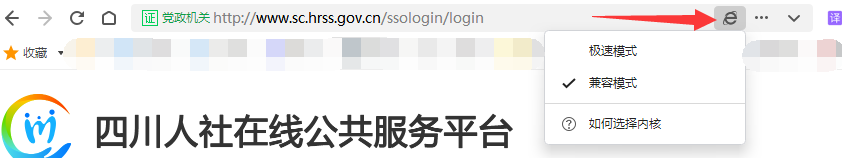 证 党政机关 http://www.sc.hrss.gov.cn/ssologin/login 译
收藏
极速模式
兼容模式
如何选择内核
四川人社在线公共服务平台